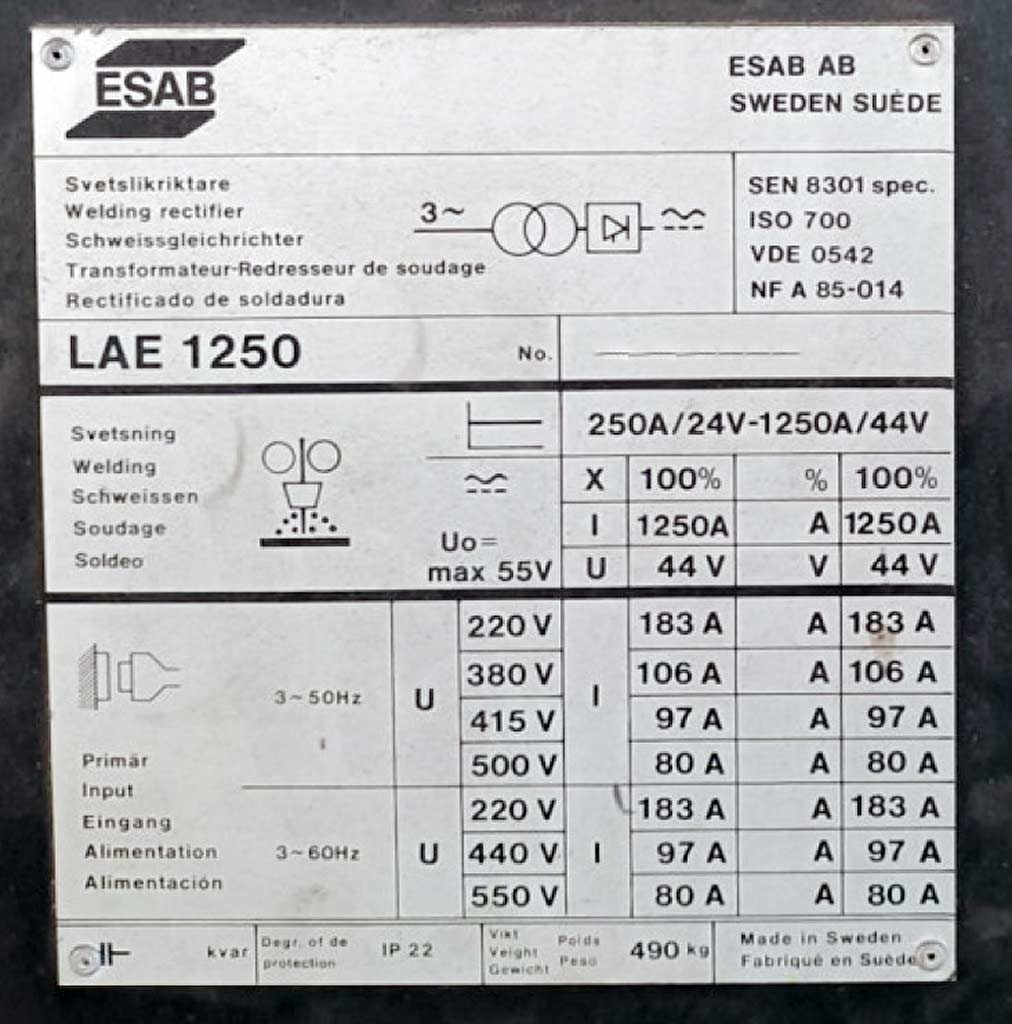 ESAB
ESAB AB
SWEDEN SUÈDE
Svetslikriktare
Welding rectifier
Schweissgleichrichter
Transformateur-Redresseur de soudage
Rectificado de soldadura
3~
SEN 8301 spec.
ISO 700
VDE 0542
NF A 85-014
LAE 1250 No.
Svetsning
Welding
Schweissen
Soudage
Soldeo
Uo=
max 55V
250A/24V-1250A/44V
X 100% % 100%
I 1250A A 1250A
U 44 V V 44 V
Primär
Input
Eingang
Alimentation
Alimentación
3~50Hz U I
220 V 183 A A 183 A
380 V 106 A A 106 A
415 V 97 A A 97 A
500 V 80 A A 80 A
3~60Hz U I
220 V 183 A A 183 A
440 V 97 A A 97 A
550 V 80 A A 80 A
kvar
Degr. of de
protection
IP 22
Vikt Poids
Weight Peso
Gewicht
490 kg
Made in Sweden
Fabriqué en Suède